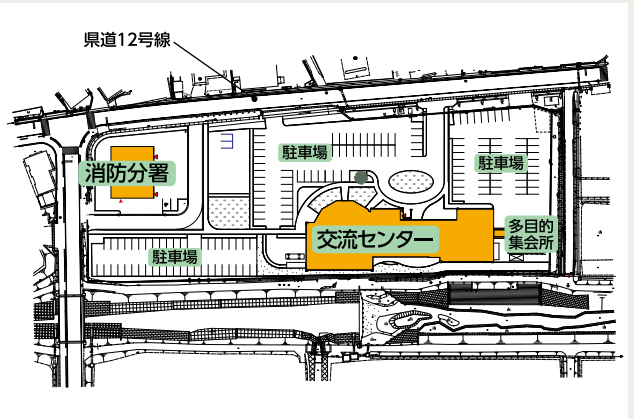 県道12号線
駐車場
駐車場
消防分署
多目的
集会所
交流センター
駐車場